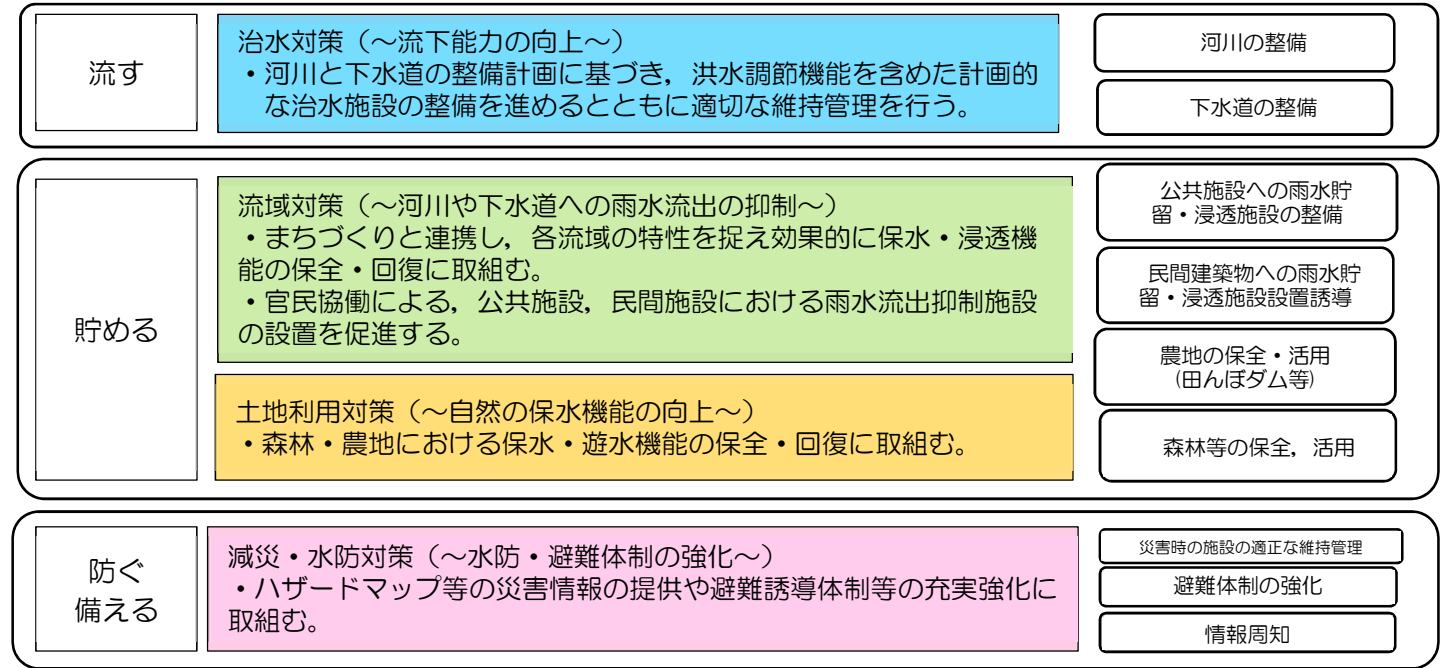 流す
治水対策（～流下能力の向上～）
・河川と下水道の整備計画に基づき，洪水調節機能を含めた計画的
な治水施設の整備を進めるとともに適切な維持管理を行う。
河川の整備
下水道の整備
貯める
流域対策（～河川や下水道への雨水流出の抑制～）
・まちづくりと連携し，各流域の特性を捉え効果的に保水・浸透機
能の保全・回復に取組む。
・官民協働による，公共施設，民間施設における雨水流出抑制施設
の設置を促進する。
土地利用対策（～自然の保水機能の向上～）
・森林・農地における保水・遊水機能の保全・回復に取組む。
公共施設への雨水貯
留・浸透施設の整備
民間建築物への雨水貯
留・浸透施設設置誘導
農地の保全・活用
(田んぼダム等)
森林等の保全，活用
防ぐ
備える
減災・水防対策（～水防・避難体制の強化～）
・ハザードマップ等の災害情報の提供や避難誘導体制等の充実強化に
取組む。
災害時の施設の適正な維持管理
避難体制の強化
情報周知